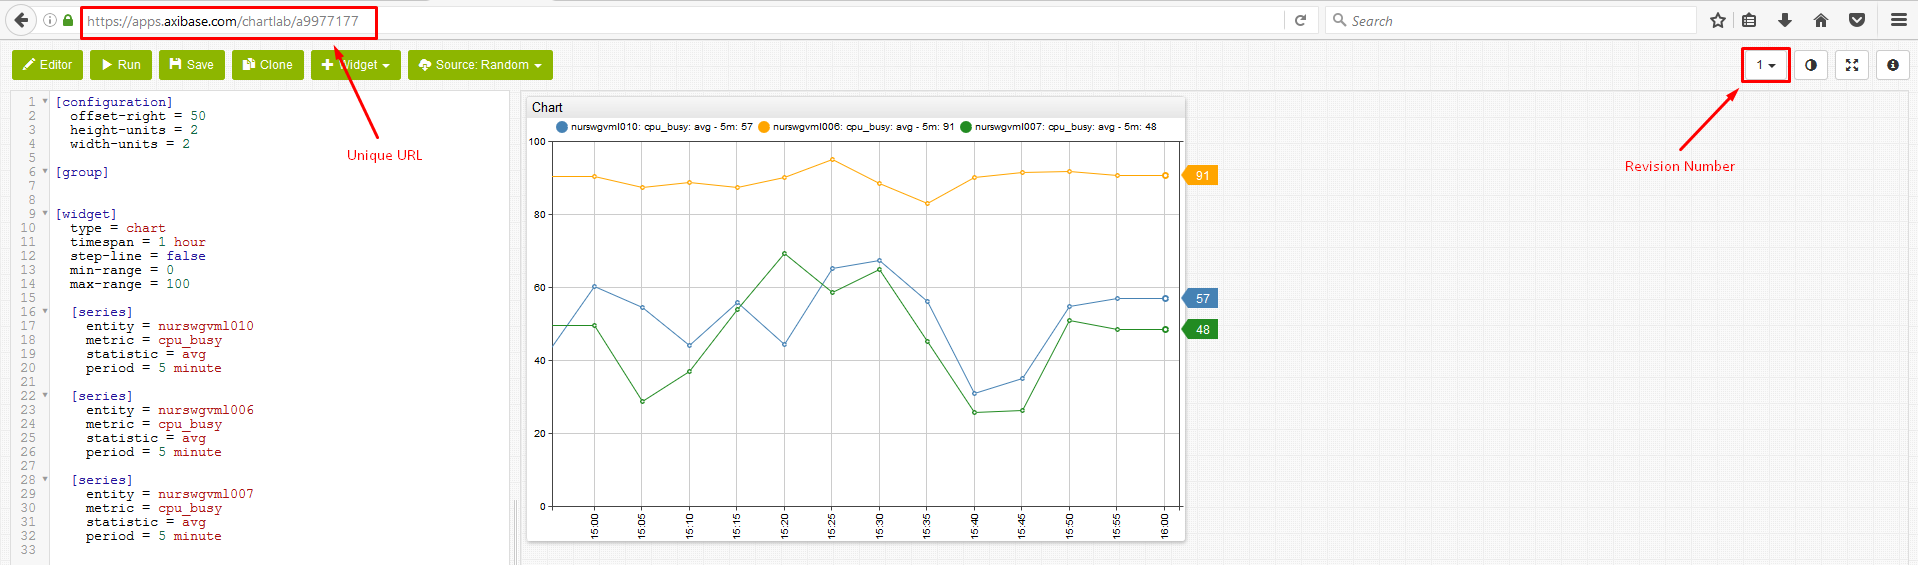 https://apps.axibase.com/chartlab/a9977177
Search
Editor
Run
Save
Clone
Widget
Source: Random
1
Unique URL
Revision Number
1 [configuration]
2 offset-right = 50
3 height-units = 2
4 width-units = 2
5
6 [group]
7
8
9 [widget]
10 type = chart
11 timespan = 1 hour
12 step-line = false
13 min-range = 0
14 max-range = 100
15
16 [series]
17 entity = nurswgvml010
18 metric = cpu_busy
19 statistic = avg
20 period = 5 minute
21
22 [series]
23 entity = nurswgvml006
24 metric = cpu_busy
25 statistic = avg
26 period = 5 minute
27
28 [series]
29 entity = nurswgvml007
30 metric = cpu_busy
31 statistic = avg
32 period = 5 minute
33
Chart
nurswgvml010: cpu_busy: avg - 5m: 57 nurswgvml006: cpu_busy: avg - 5m: 91 nurswgvml007: cpu_busy: avg - 5m: 48
100
80
60
40
20
0
91
57
48
15:00 15:05 15:10 15:15 15:20 15:25 15:30 15:35 15:40 15:45 15:50 15:55 16:00